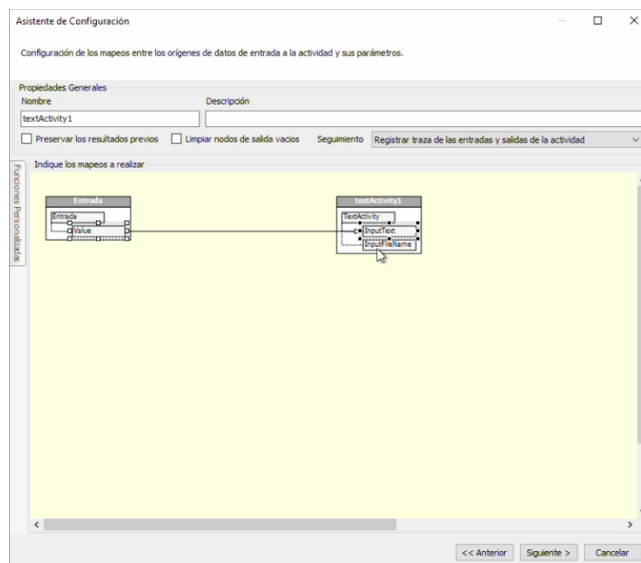 Asistente de Configuración
Configuración de los mapeos entre los orígenes de datos de entrada a la actividad y sus parámetros.
Propiedades Generales
Nombre Descripción
textActivity1
Preservar los resultados previos Limpiar nodos de salida vacios Seguimiento Registrar traza de las entradas y salidas de la actividad
Funciones Personalizadas
Indique los mapeos a realizar
Entrada textActivity1
Entrada TextActivity
Value InputText
InputFileName
<< Anterior Siguiente > Cancelar